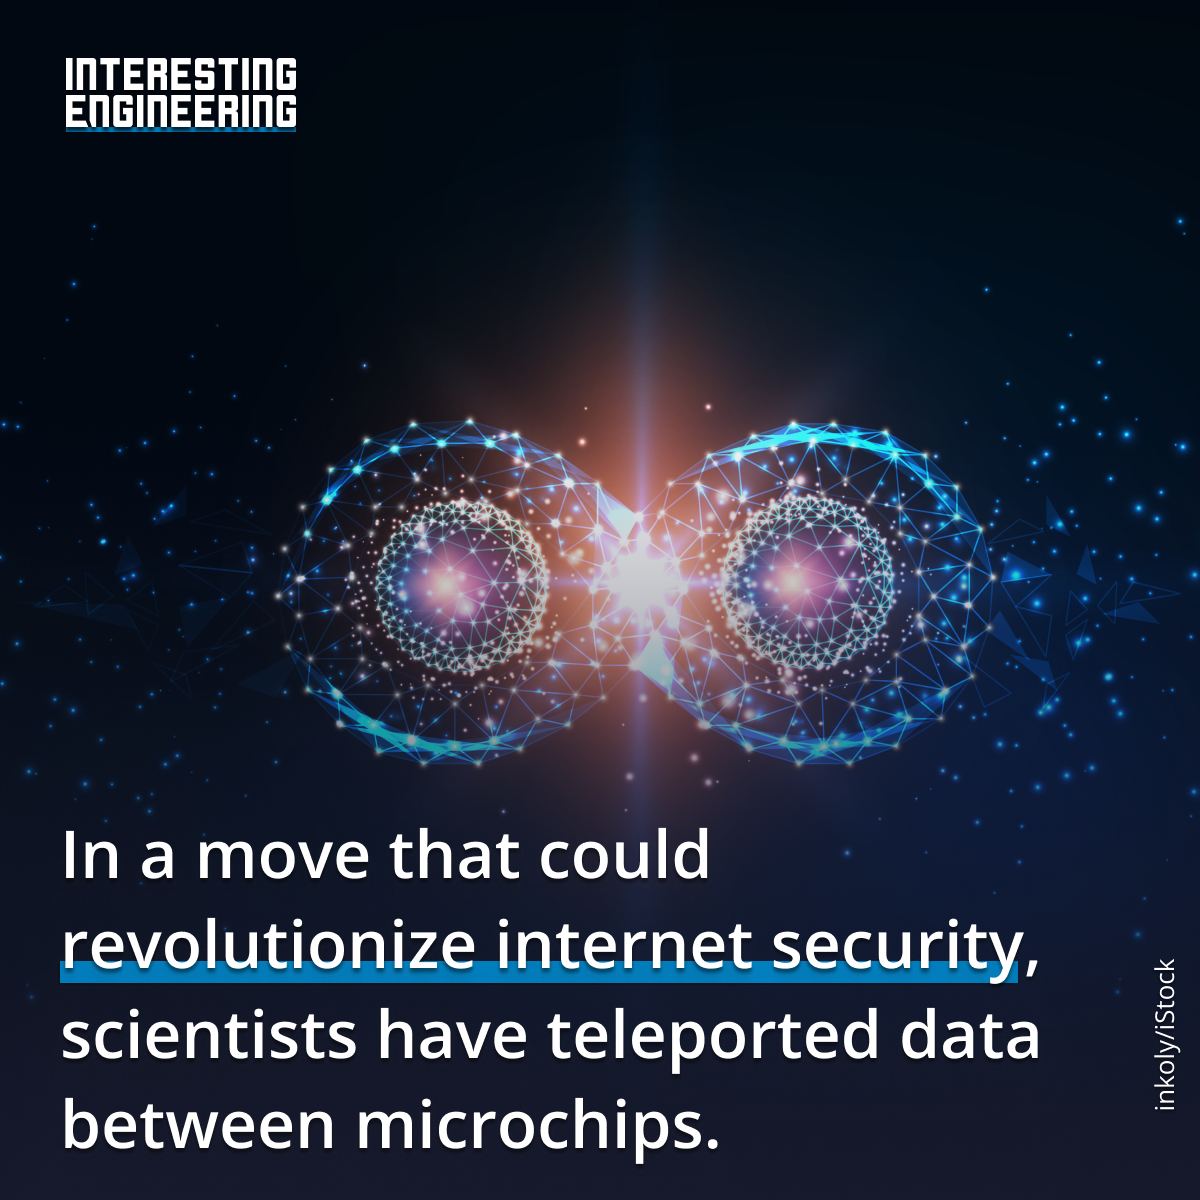 INTERESTING
ENGINEERING
In a move that could
revolutionize internet security,
scientists have teleported data
between microchips.
inkoly/iStock